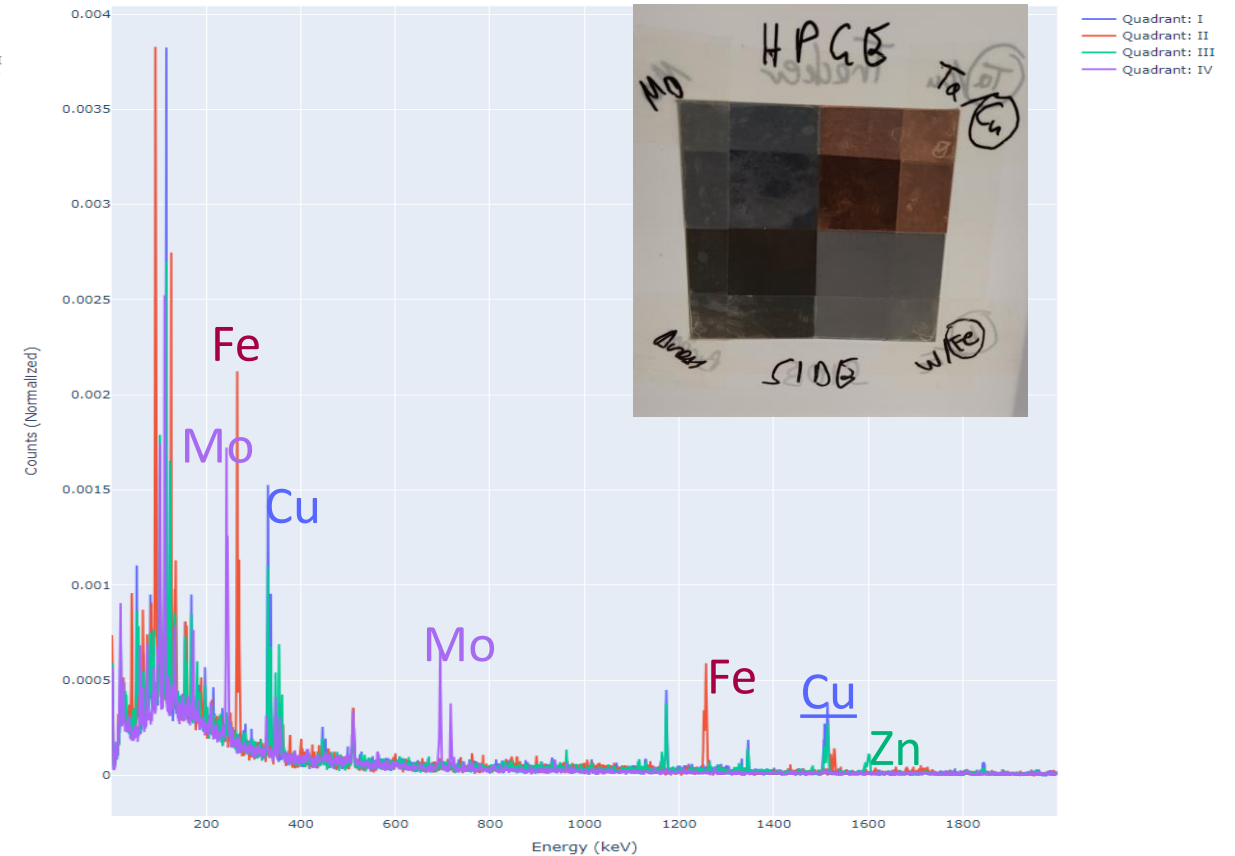 0.004
0.0035
0.003
0.0025
0.002
0.0015
0.001
0.0005
0
Counts (Normalized)
200 400 600 800 1000 1200 1400 1600 1800
Energy (keV)
Fe
Mo
Cu
Mo
Fe
Cu
Zn
HPGE
Mo
Ta/Cu
Brass
W/Fe
SIDE
Quadrant: I
Quadrant: II
Quadrant: III
Quadrant: IV